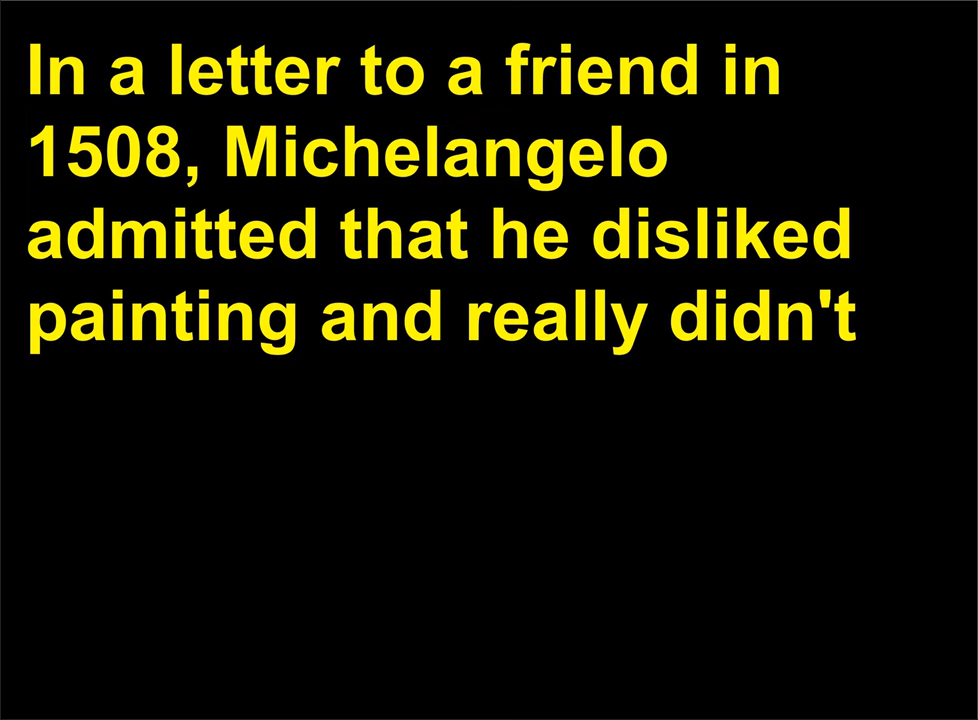 In a letter to a friend in
1508, Michelangelo
admitted that he disliked
painting and really didn't